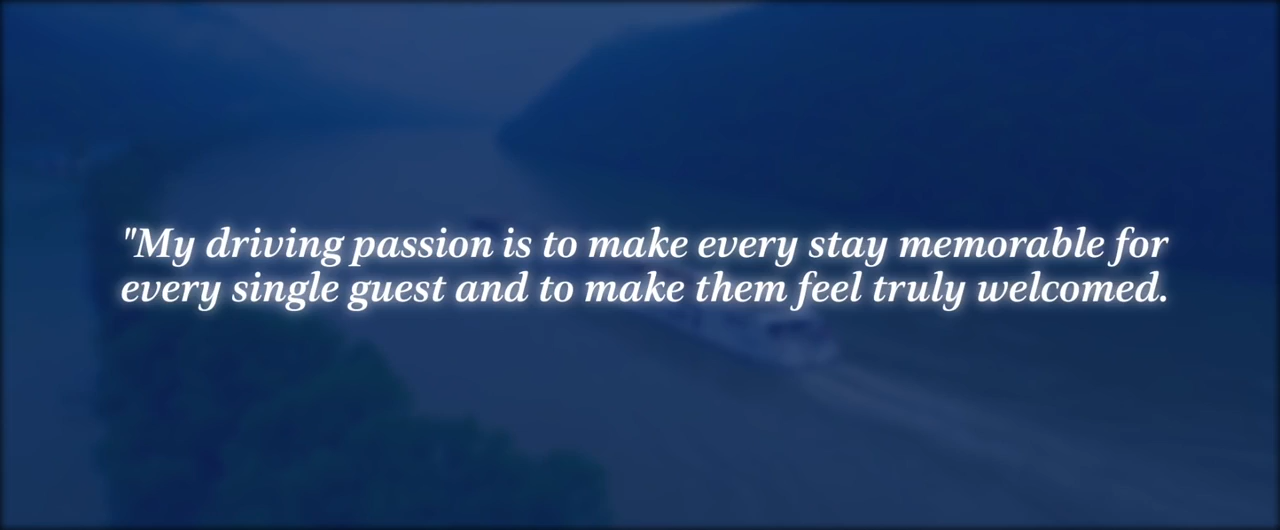 "My driving passion is to make every stay memorable for
every single guest and to make them feel truly welcomed.